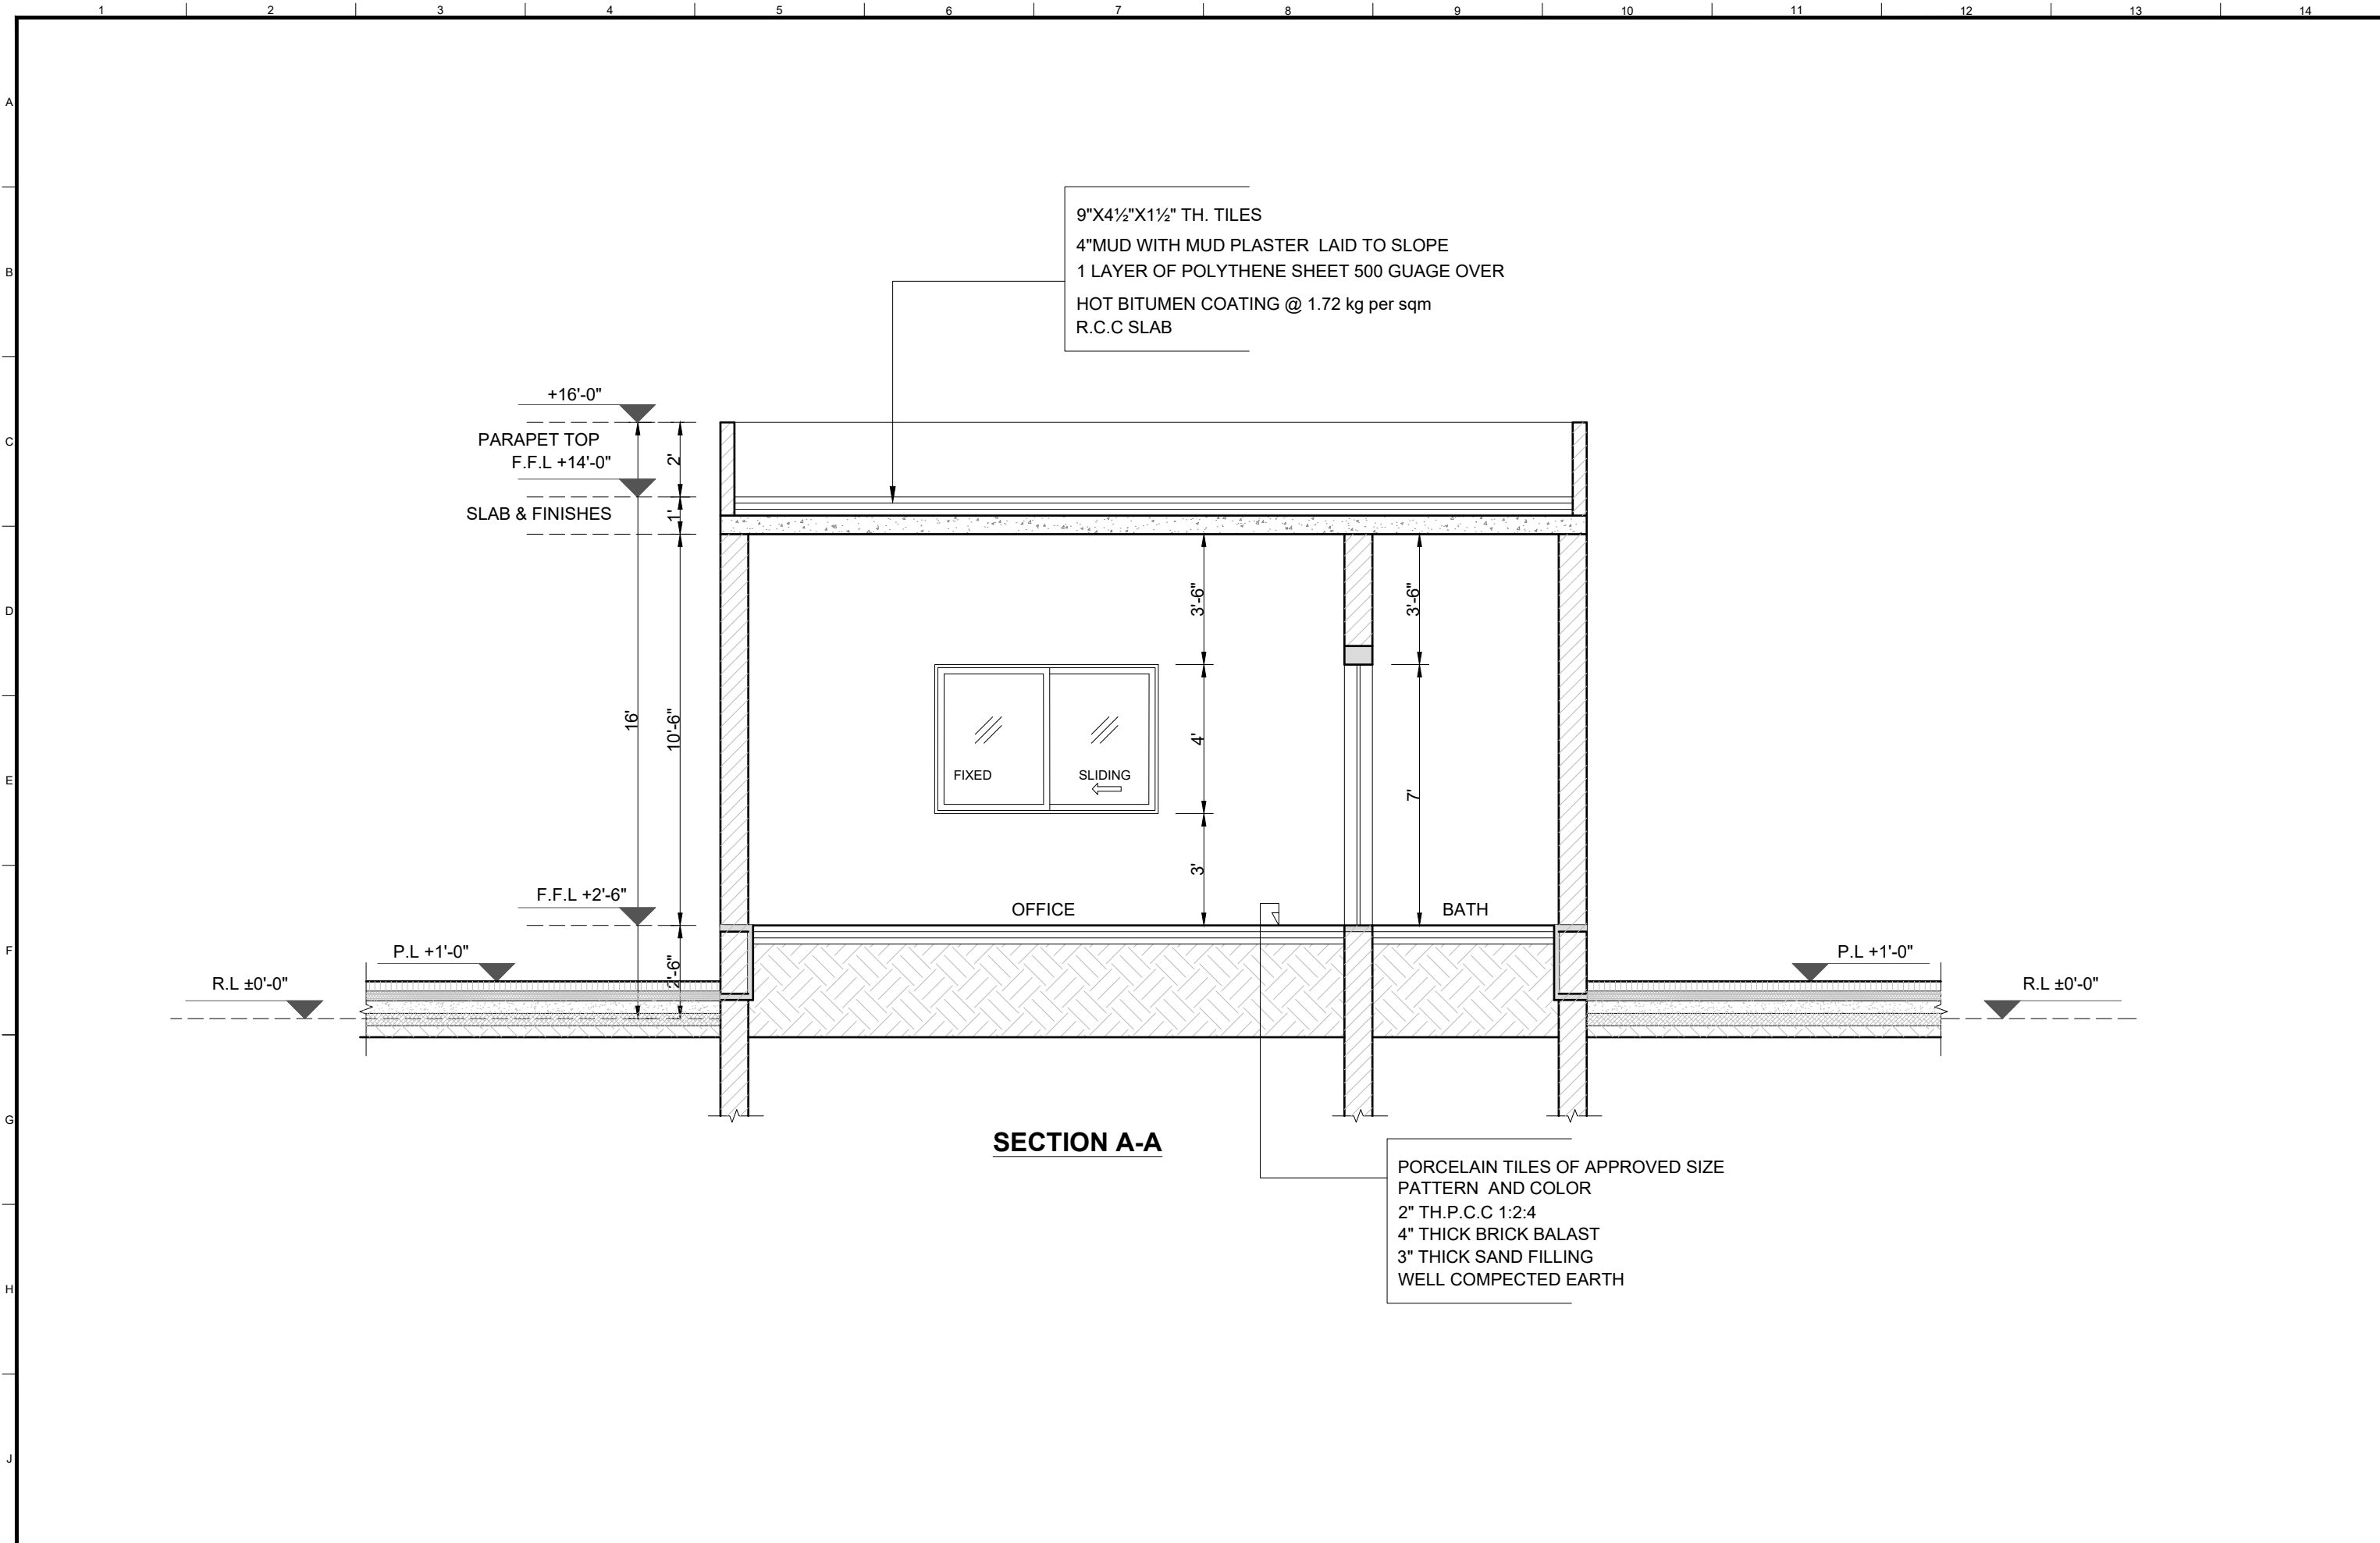 1 2 3 4 5 6 7 8 9 10 11 12 13 14
A
B
C
D
E
F
G
H
J
9"X4½"X1½" TH. TILES
4"MUD WITH MUD PLASTER LAID TO SLOPE
1 LAYER OF POLYTHENE SHEET 500 GUAGE OVER
HOT BITUMEN COATING @ 1.72 kg per sqm
R.C.C SLAB
+16'-0"
PARAPET TOP
F.F.L +14'-0"
SLAB & FINISHES
2'
1'
16'
10'-6"
3'-6"
3'-6"
4'
7'
3'
FIXED
SLIDING
F.F.L +2'-6"
OFFICE
BATH
2'-6"
P.L +1'-0"
R.L ±0'-0"
P.L +1'-0"
R.L ±0'-0"
SECTION A-A
PORCELAIN TILES OF APPROVED SIZE
PATTERN AND COLOR
2" TH.P.C.C 1:2:4
4" THICK BRICK BALAST
3" THICK SAND FILLING
WELL COMPECTED EARTH